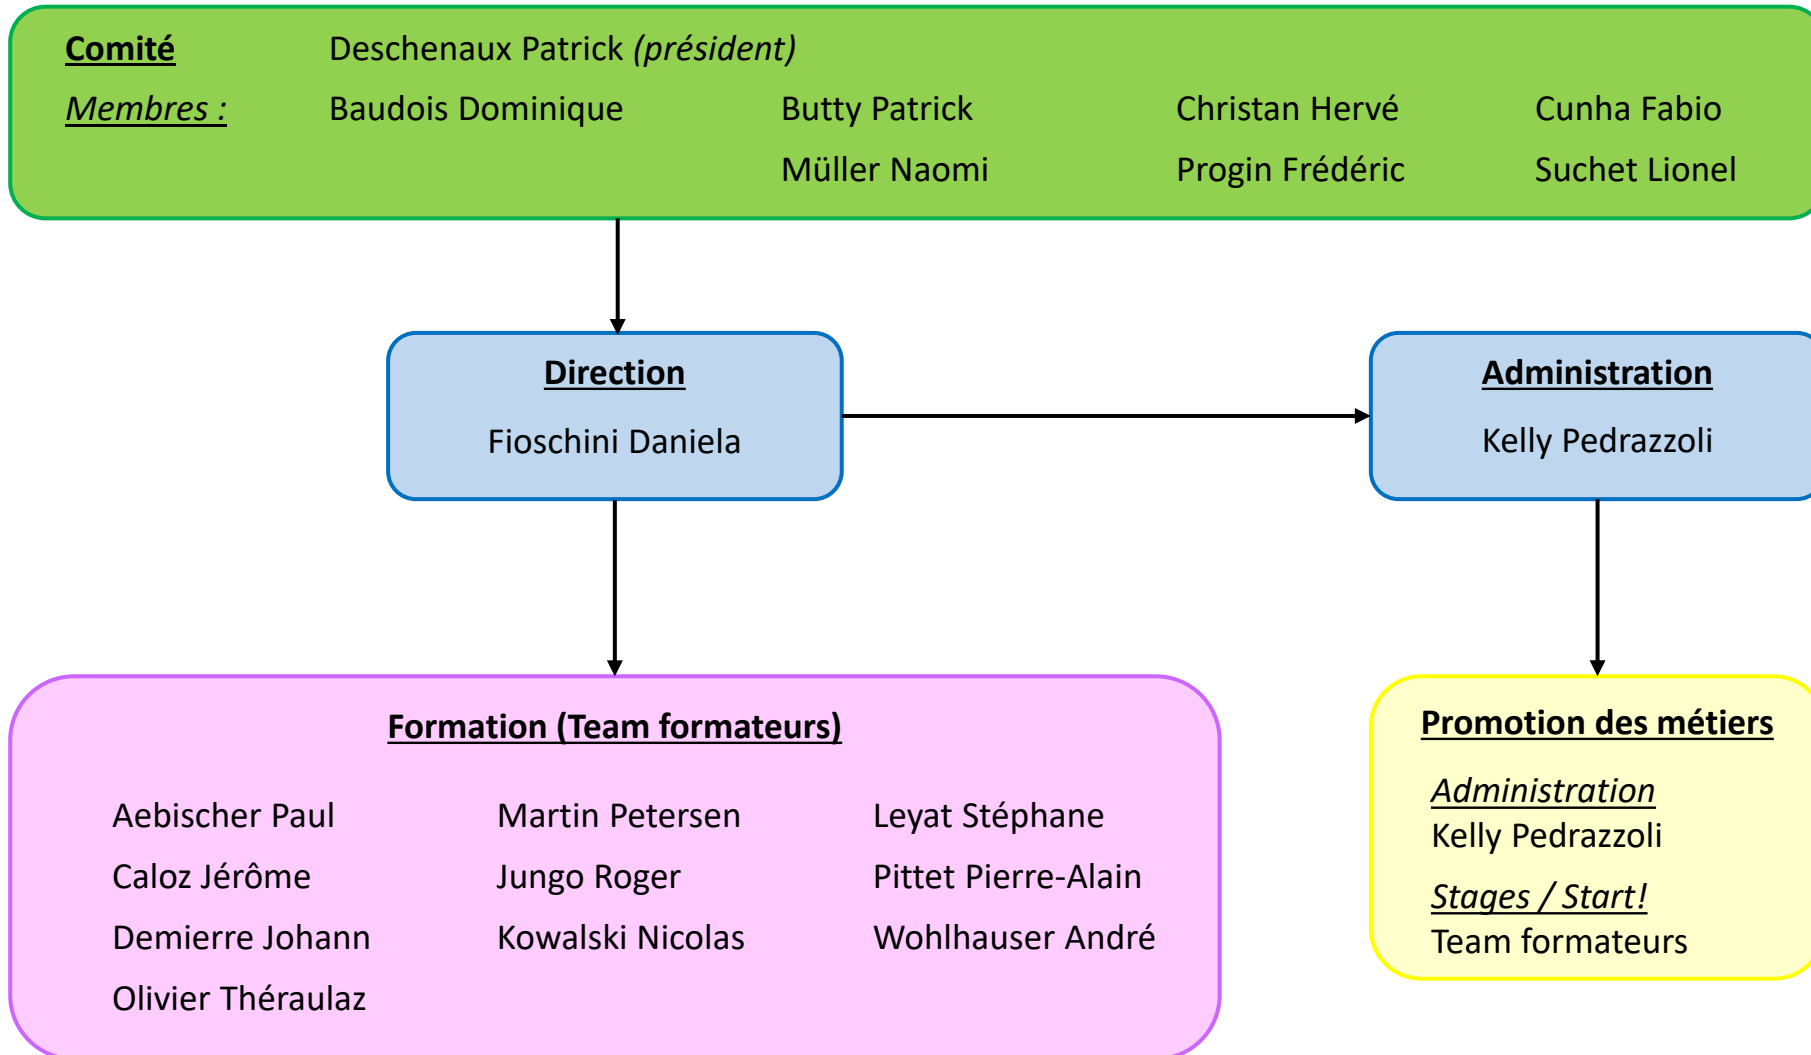 Comité Deschenaux Patrick (président)
Membres : Baudois Dominique Butty Patrick Christan Hervé Cunha Fabio
Müller Naomi Progin Frédéric Suchet Lionel
Direction
Fioschini Daniela
Administration
Kelly Pedrazzoli
Formation (Team formateurs)
Aebischer Paul Martin Petersen Leyat Stéphane
Caloz Jérôme Jungo Roger Pittet Pierre-Alain
Demierre Johann Kowalski Nicolas Wohlhauser André
Olivier Théraulaz
Promotion des métiers
Administration
Kelly Pedrazzoli
Stages / Start!
Team formateurs